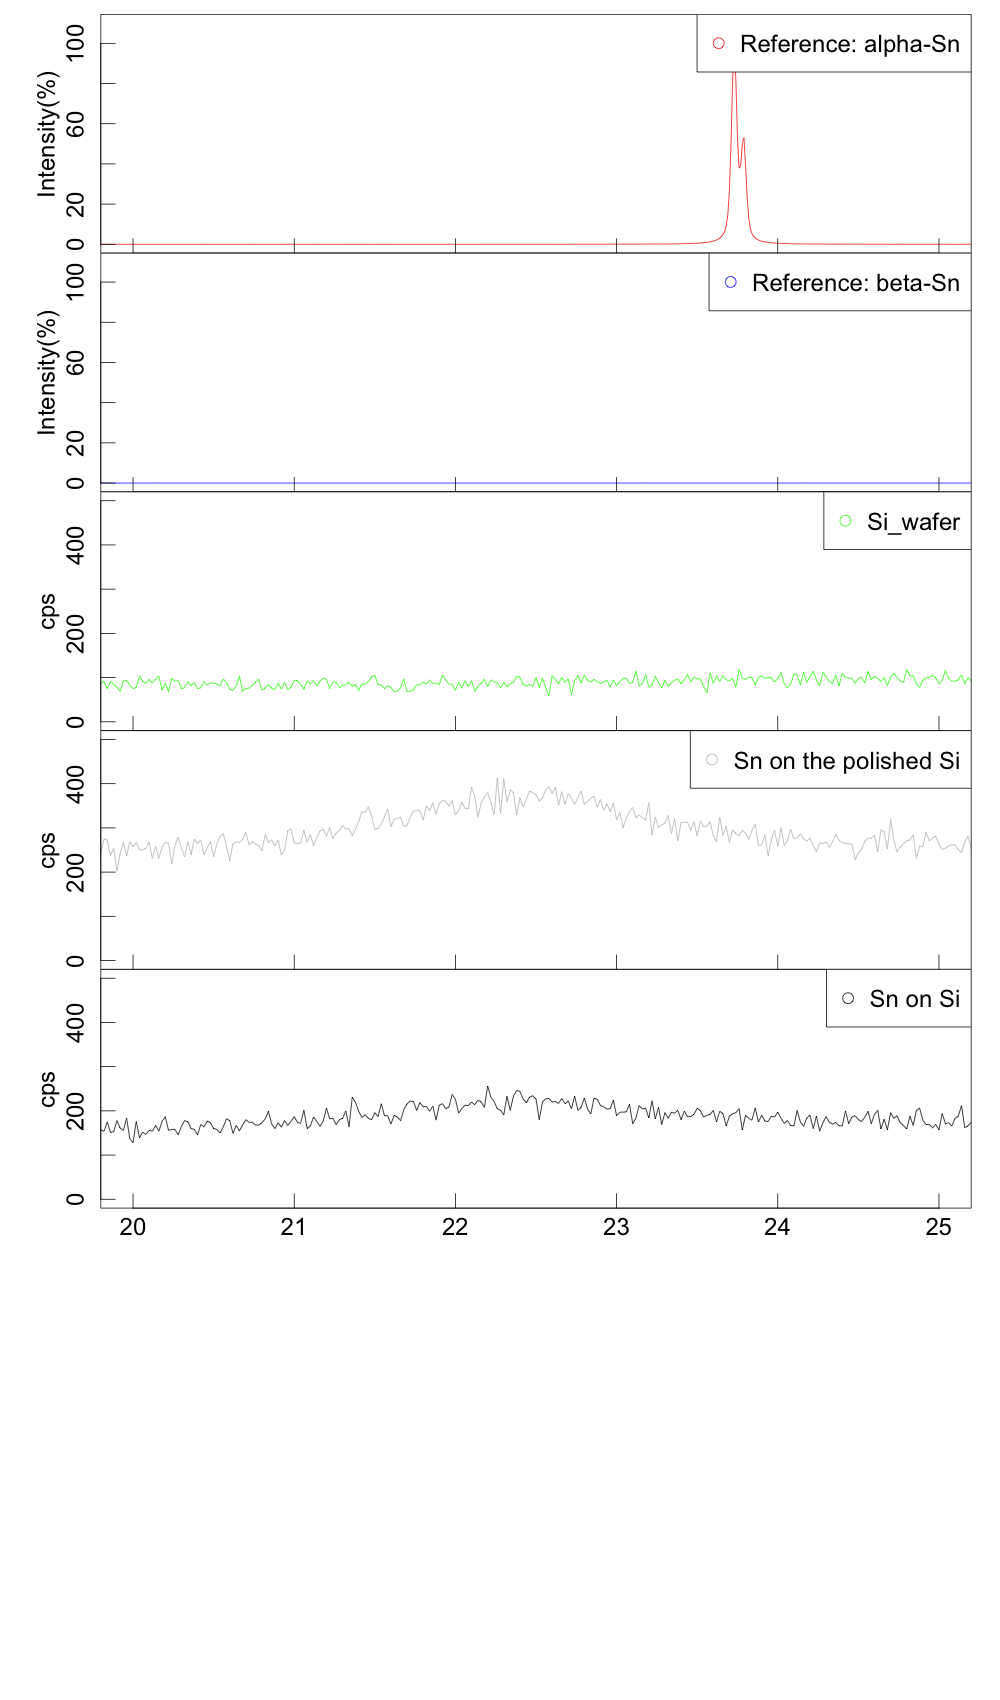 Reference: alpha-Sn
Intensity(%)
0 20 60 100
Reference: beta-Sn
Intensity(%)
0 20 60 100
Si_wafer
cps
0 200 400
Sn on the polished Si
cps
0 200 400
Sn on Si
cps
0 200 400
20 21 22 23 24 25